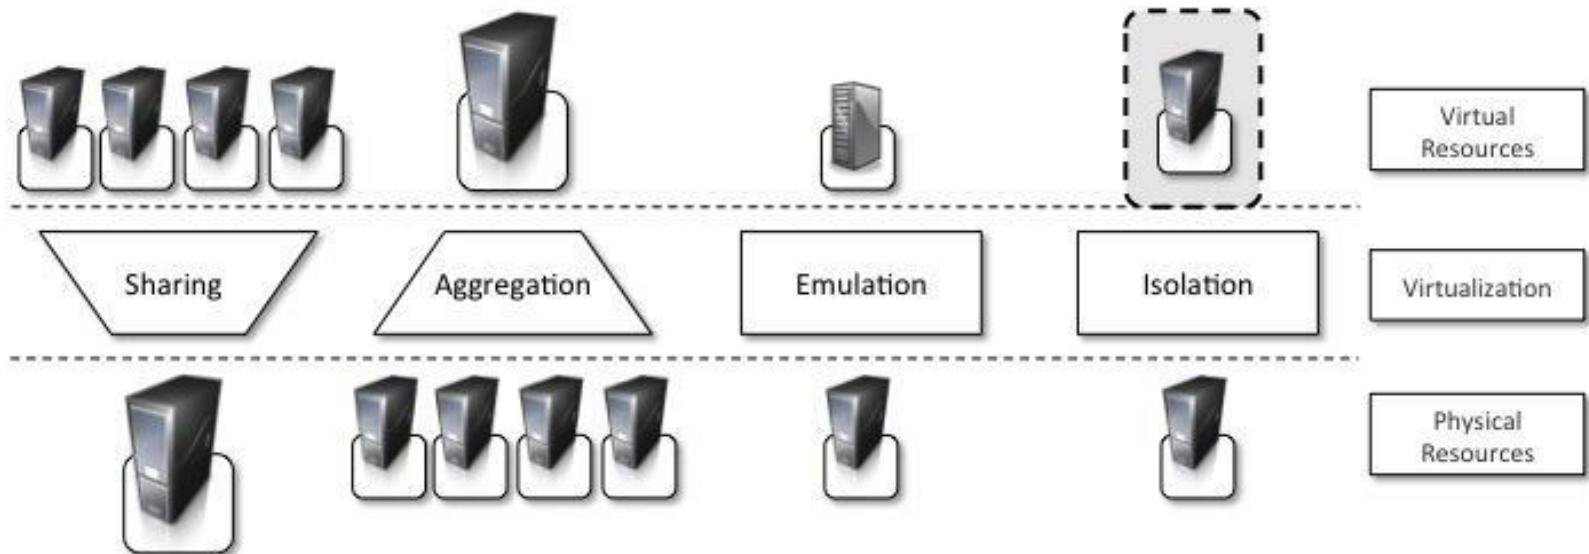 Virtual
Resources
Sharing
Aggregation
Emulation
Isolation
Virtualization
Physical
Resources